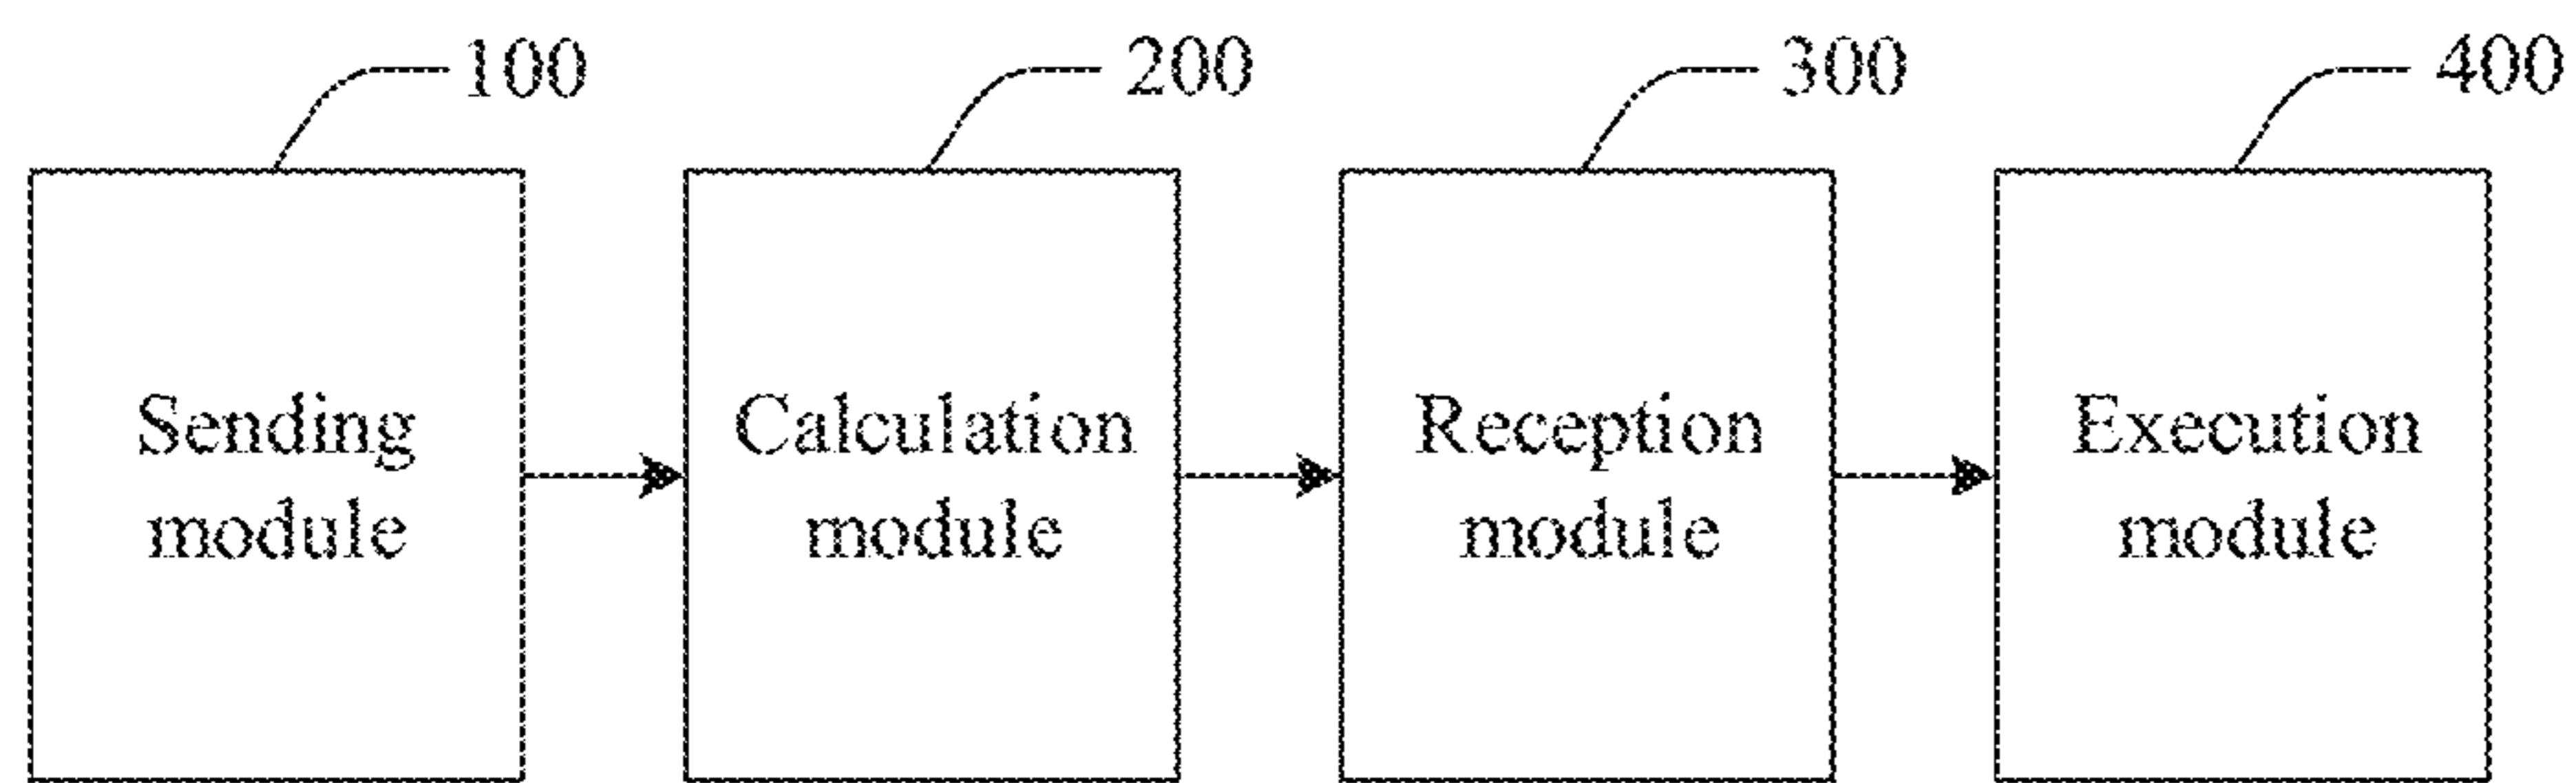 100
200
300
400
Sending
module
Calculation
module
Reception
module
Execution
module